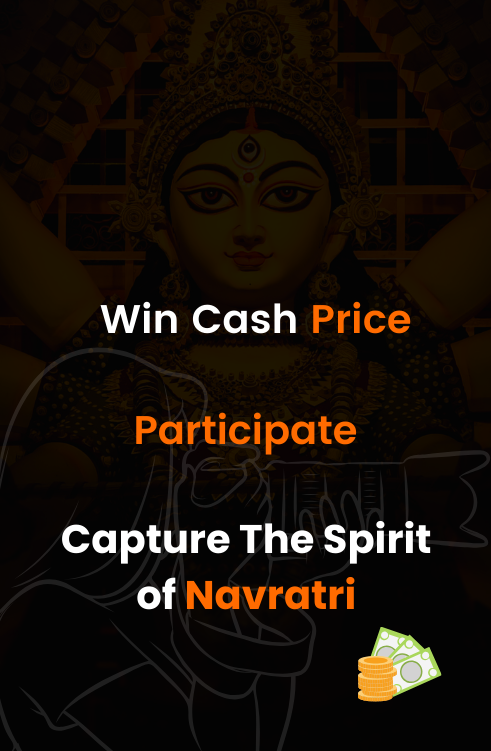 Win Cash Price
Participate
Capture The Spirit
of Navratri